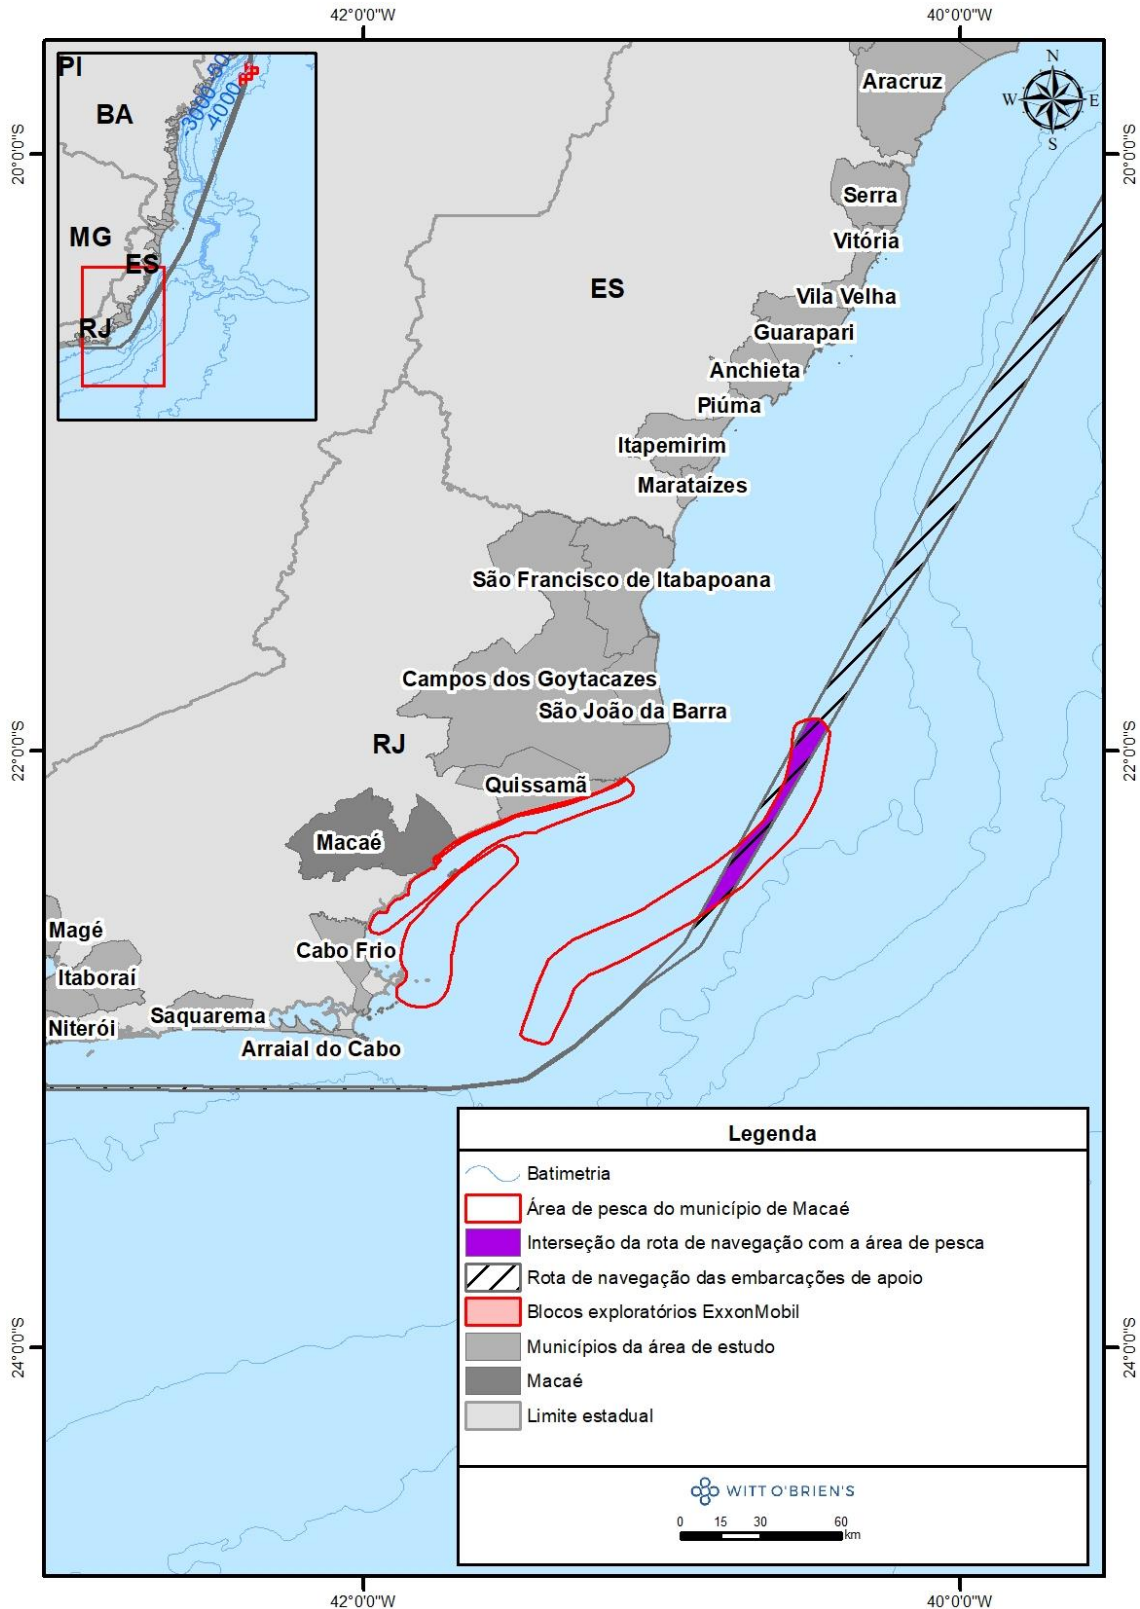 42°0'0"W
40°0'0"W
PI
BA
MG
ES
RJ
-3000
-50
-4000
N
W
E
S
20°0'0"S
20°0'0"S
Aracruz
Serra
Vitória
Vila Velha
Guarapari
Anchieta
Piúma
Itapemirim
Marataízes
ES
São Francisco de Itabapoana
Campos dos Goytacazes
São João da Barra
RJ
22°0'0"S
22°0'0"S
Quissamã
Macaé
Magé
Cabo Frio
Itaboraí
Saquarema
Niterói
Arraial do Cabo
Legenda
Batimetria
Área de pesca do município de Macaé
Interseção da rota de navegação com a área de pesca
Rota de navegação das embarcações de apoio
Blocos exploratórios ExxonMobil
Municípios da área de estudo
Macaé
Limite estadual
24°0'0"S
24°0'0"S
WITT O'BRIEN'S
0 15 30 60
km
42°0'0"W
40°0'0"W